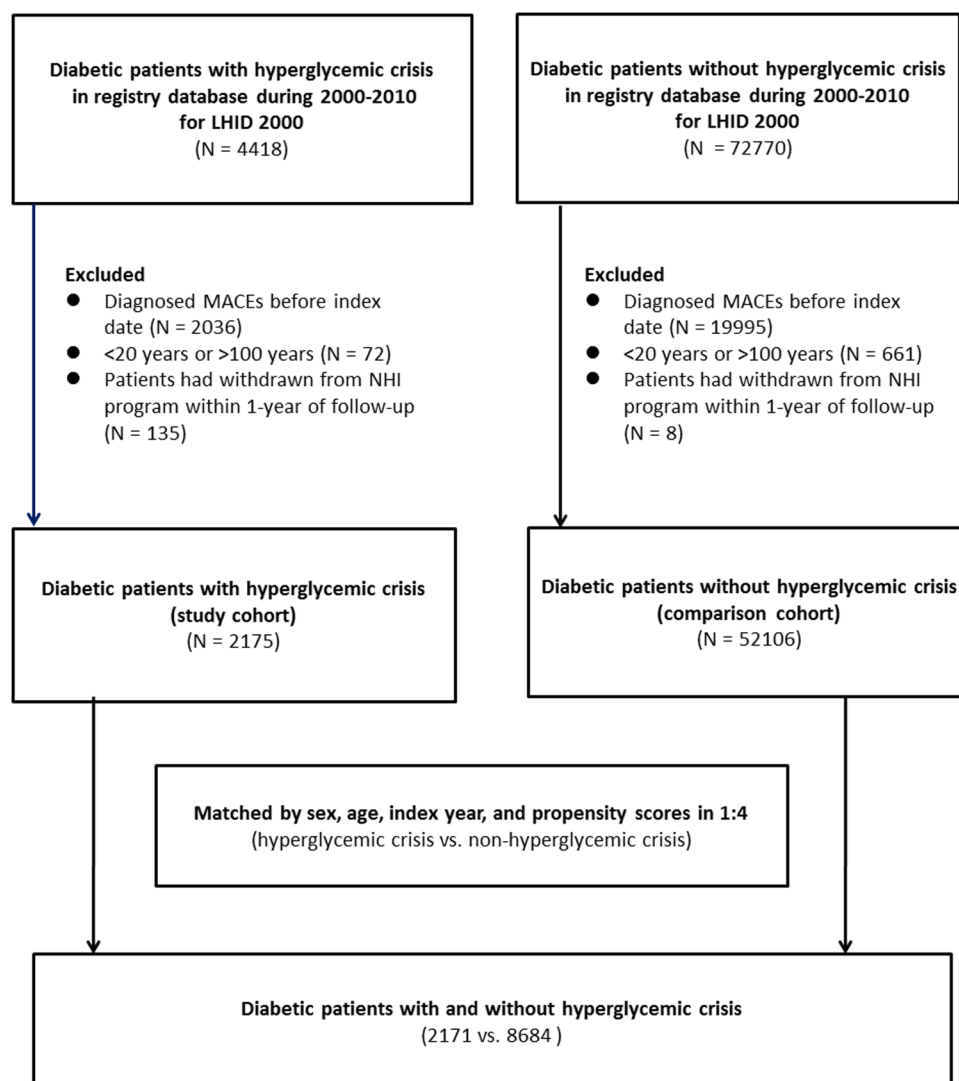 Diabetic patients with hyperglycemic crisis
in registry database during 2000-2010
for LHID 2000
(N = 4418)
Diabetic patients without hyperglycemic crisis
in registry database during 2000-2010
for LHID 2000
(N = 72770)
Excluded
● Diagnosed MACEs before index
date (N = 2036)
● <20 years or >100 years (N = 72)
● Patients had withdrawn from NHI
program within 1-year of follow-up
(N = 135)
Excluded
● Diagnosed MACEs before index
date (N = 19995)
● <20 years or >100 years (N = 661)
● Patients had withdrawn from NHI
program within 1-year of follow-up
(N = 8)
Diabetic patients with hyperglycemic crisis
(study cohort)
(N = 2175)
Diabetic patients without hyperglycemic crisis
(comparison cohort)
(N = 52106)
Matched by sex, age, index year, and propensity scores in 1:4
(hyperglycemic crisis vs. non-hyperglycemic crisis)
Diabetic patients with and without hyperglycemic crisis
(2171 vs. 8684 )